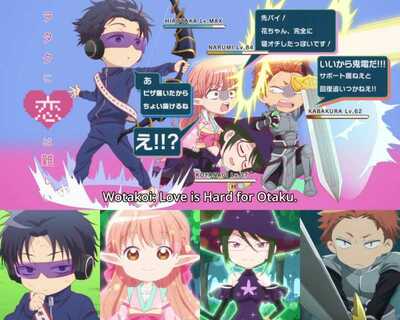 HIROTAKA Lv.MAX
NARUMI Lv.64
先パイ!
花ちゃん、完全に
寝オチしたっぽいです!
いいから鬼電だ!!!
サポート居ねえと
回復追いつかねえ!!
KABAKURA Lv.62
あ
ピザ届いたから
ちょい抜けるね
え!!?
ヲタクに
恋
は難しい
Wotakoi: Love is Hard for Otaku.